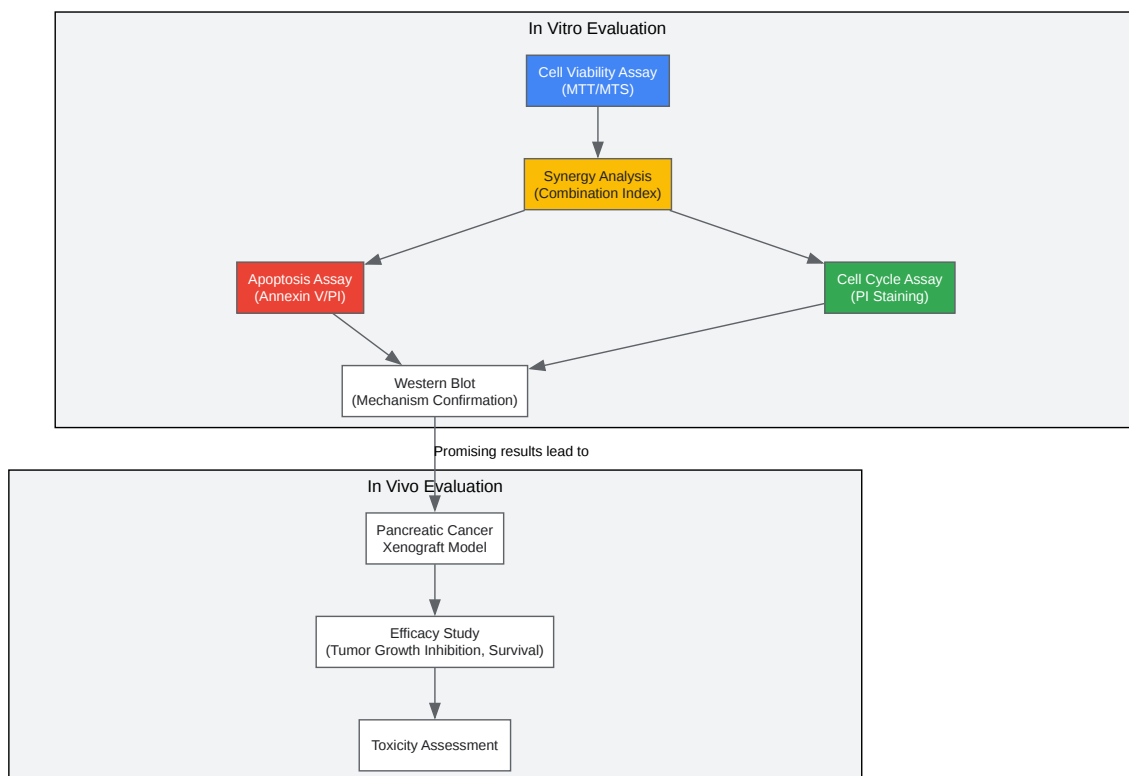 In Vitro Evaluation
Cell Viability Assay
(MTT/MTS)
Synergy Analysis
(Combination Index)
Apoptosis Assay
(Annexin V/PI)
Cell Cycle Assay
(PI Staining)
Western Blot
(Mechanism Confirmation)
Promising results lead to
In Vivo Evaluation
Pancreatic Cancer
Xenograft Model
Efficacy Study
(Tumor Growth Inhibition, Survival)
Toxicity Assessment